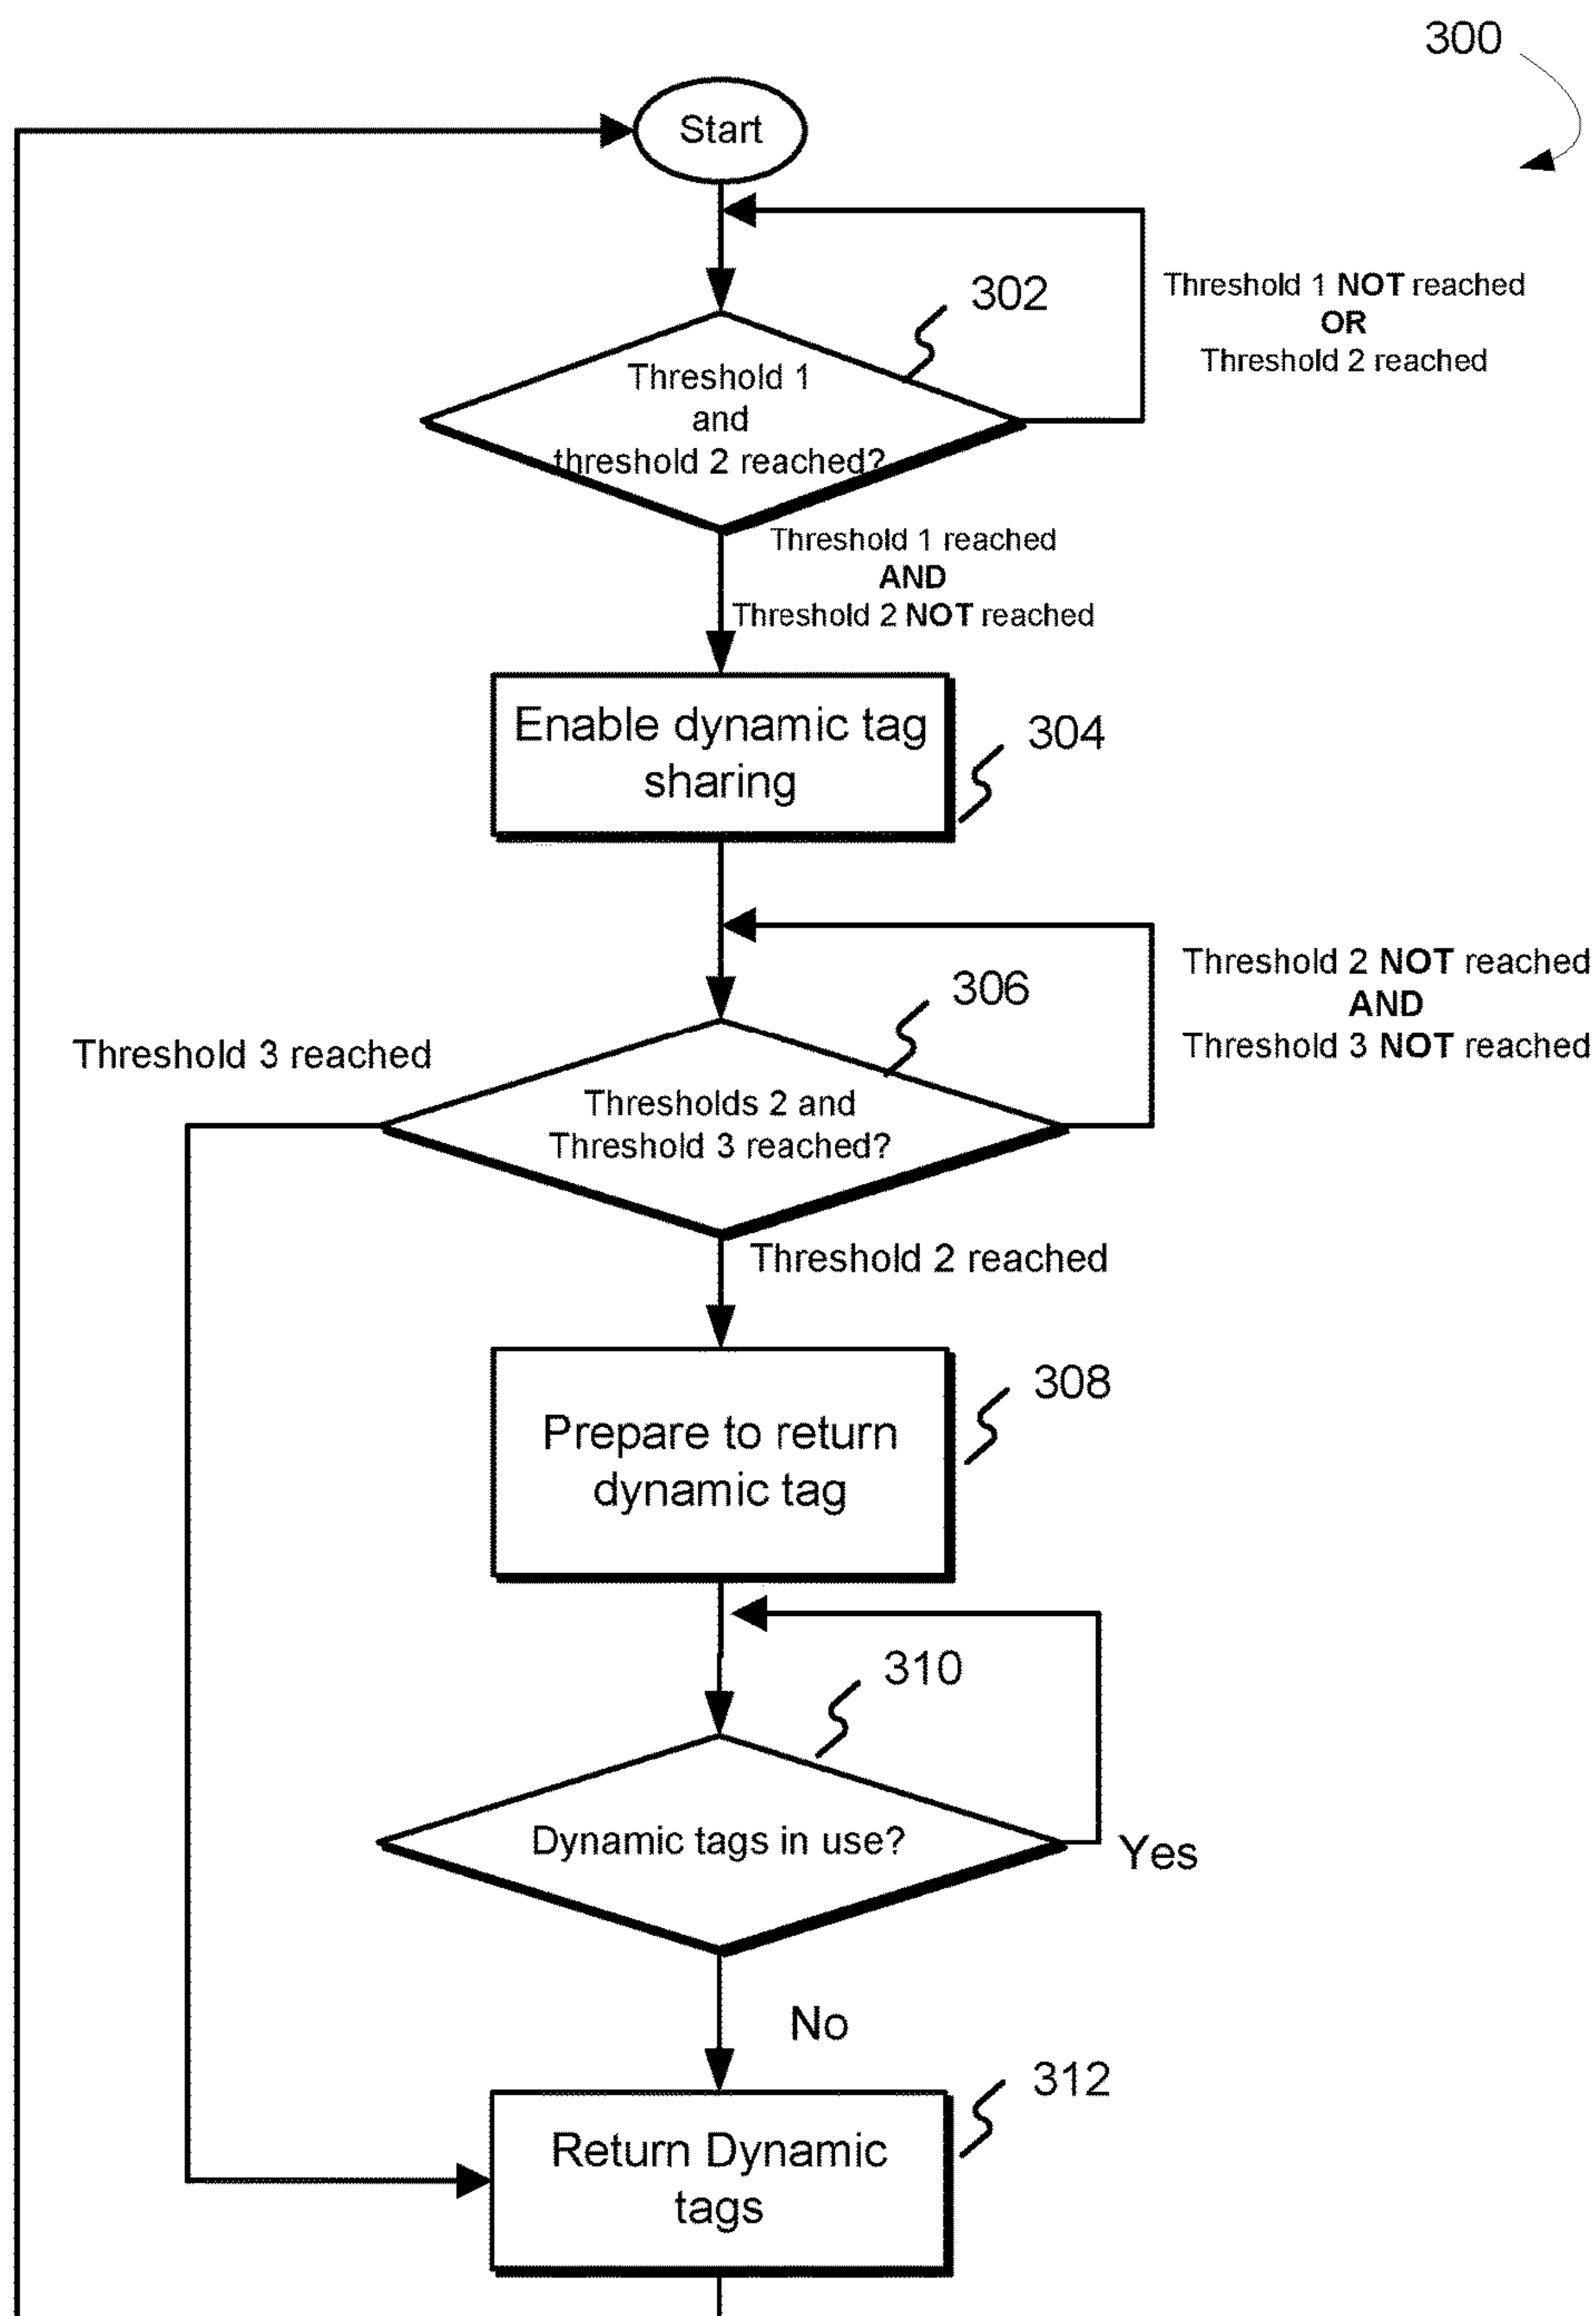 300
Start
302
Threshold 1 NOT reached
OR
Threshold 2 reached
Threshold 1
and
threshold 2 reached?
Threshold 1 reached
AND
Threshold 2 NOT reached
Enable dynamic tag
sharing
304
Threshold 2 NOT reached
AND
Threshold 3 NOT reached
306
Threshold 3 reached
Thresholds 2 and
Threshold 3 reached?
Threshold 2 reached
308
Prepare to return
dynamic tag
310
Dynamic tags in use?
Yes
No
312
Return Dynamic
tags